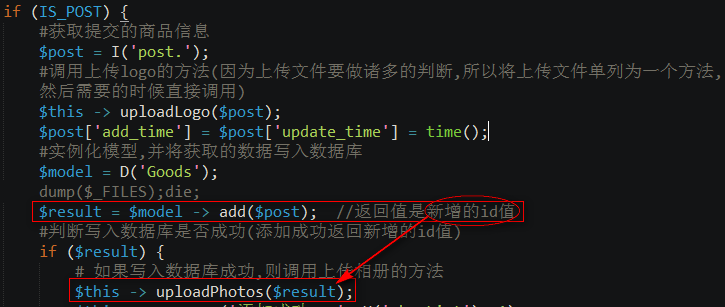 if (IS_POST) {
#获取提交的商品信息
$post = I('post.');
#调用上传logo的方法(因为上传文件要做诸多的判断,所以将上传文件单列为一个方法,
然后需要的时候直接调用)
$this -> uploadLogo($post);
$post['add_time'] = $post['update_time'] = time();
#实例化模型,并将获取的数据写入数据库
$model = D('Goods');
dump($_FILES);die;
$result = $model -> add($post);  //返回值是新增的id值
#判断写入数据库是否成功(添加成功返回新增的id值)
if ($result) {
# 如果写入数据库成功,则调用上传相册的方法
$this -> uploadPhotos($result);